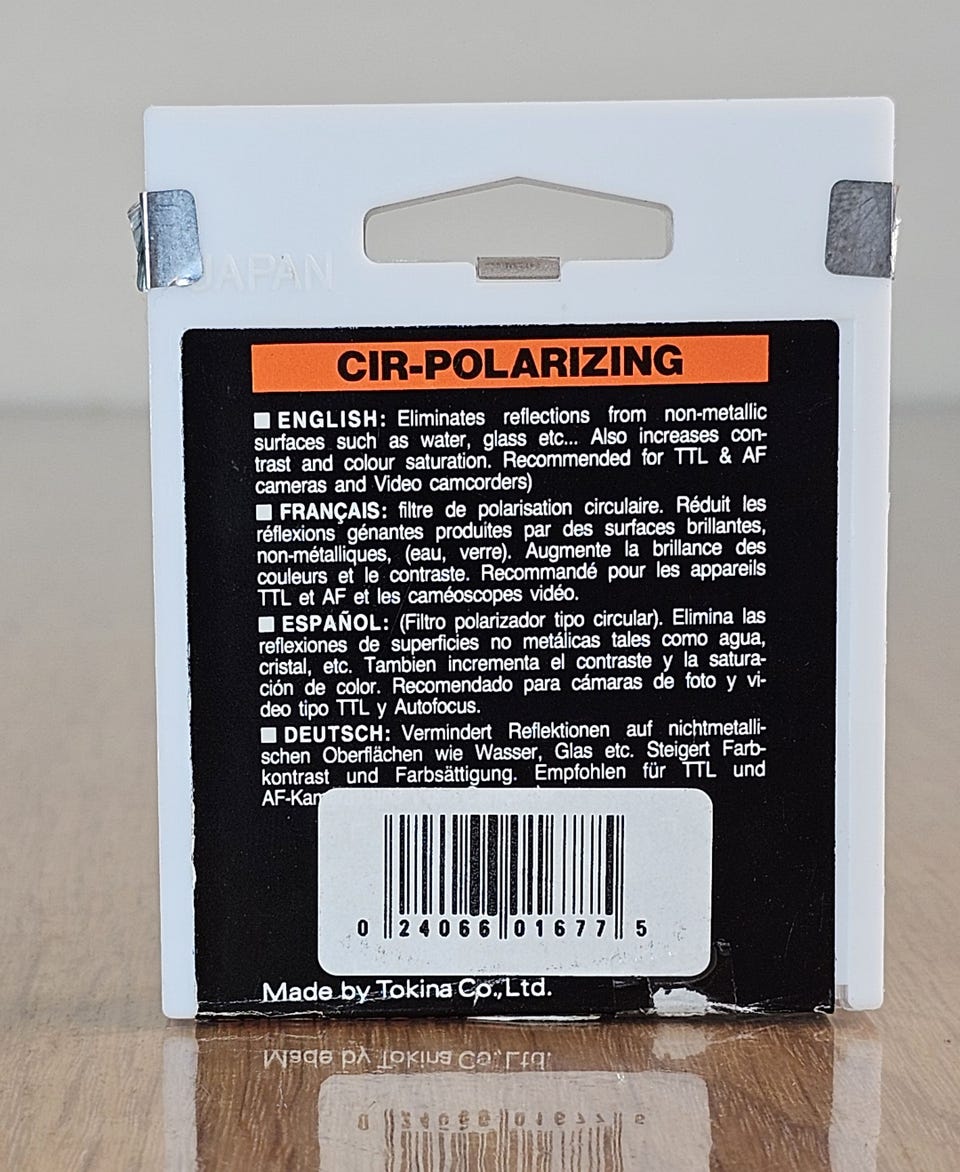 JAPAN
CIR-POLARIZING
■ ENGLISH: Eliminates reflections from non-metallic
surfaces such as water, glass etc... Also increases con-
trast and colour saturation. Recommended for TTL & AF
cameras and Video camcorders)
■ FRANÇAIS: filtre de polarisation circulaire. Réduit les
réflexions génantes produites par des surfaces brillantes,
non-métalliques, (eau, verre). Augmente la brillance des
couleurs et le contraste. Recommandé pour les appareils
TTL et AF et les caméoscopes vidéo.
■ ESPAÑOL: (Filtro polarizador tipo circular). Elimina las
reflexiones de superficies no metálicas tales como agua,
cristal, etc. Tambien incrementa el contraste y la satura-
ción de color. Recomendado para cámaras de foto y vi-
deo tipo TTL y Autofocus.
■ DEUTSCH: Vermindert Reflektionen auf nichtmetalli-
schen Oberflächen wie Wasser, Glas etc. Steigert Farb-
kontrast und Farbsättigung. Empfohlen für TTL und
AF-Kam
0 24066 01677 5
Made by Tokina Co.,Ltd.